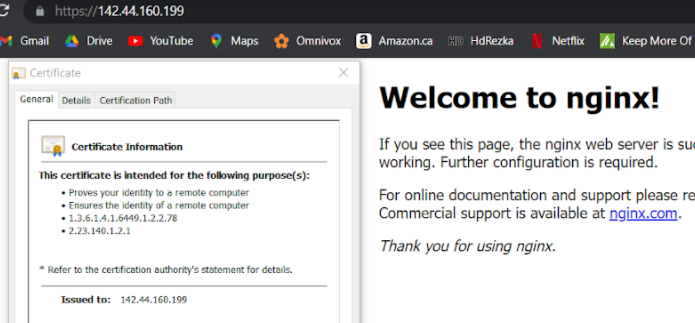 https://142.44.160.199
Gmail Drive YouTube Maps Omnivox Amazon.ca HD HdRezka Netflix Keep More Of
Certificate
General Details Certification Path
Certificate Information
This certificate is intended for the following purpose(s):
• Proves your identity to a remote computer
• Ensures the identity of a remote computer
• 1.3.6.1.4.1.6449.1.2.2.78
• 2.23.140.1.2.1
* Refer to the certification authority's statement for details.
Issued to: 142.44.160.199
Welcome to nginx!
If you see this page, the nginx web server is
working. Further configuration is required.
For online documentation and support please
Commercial support is available at nginx.com.
Thank you for using nginx.